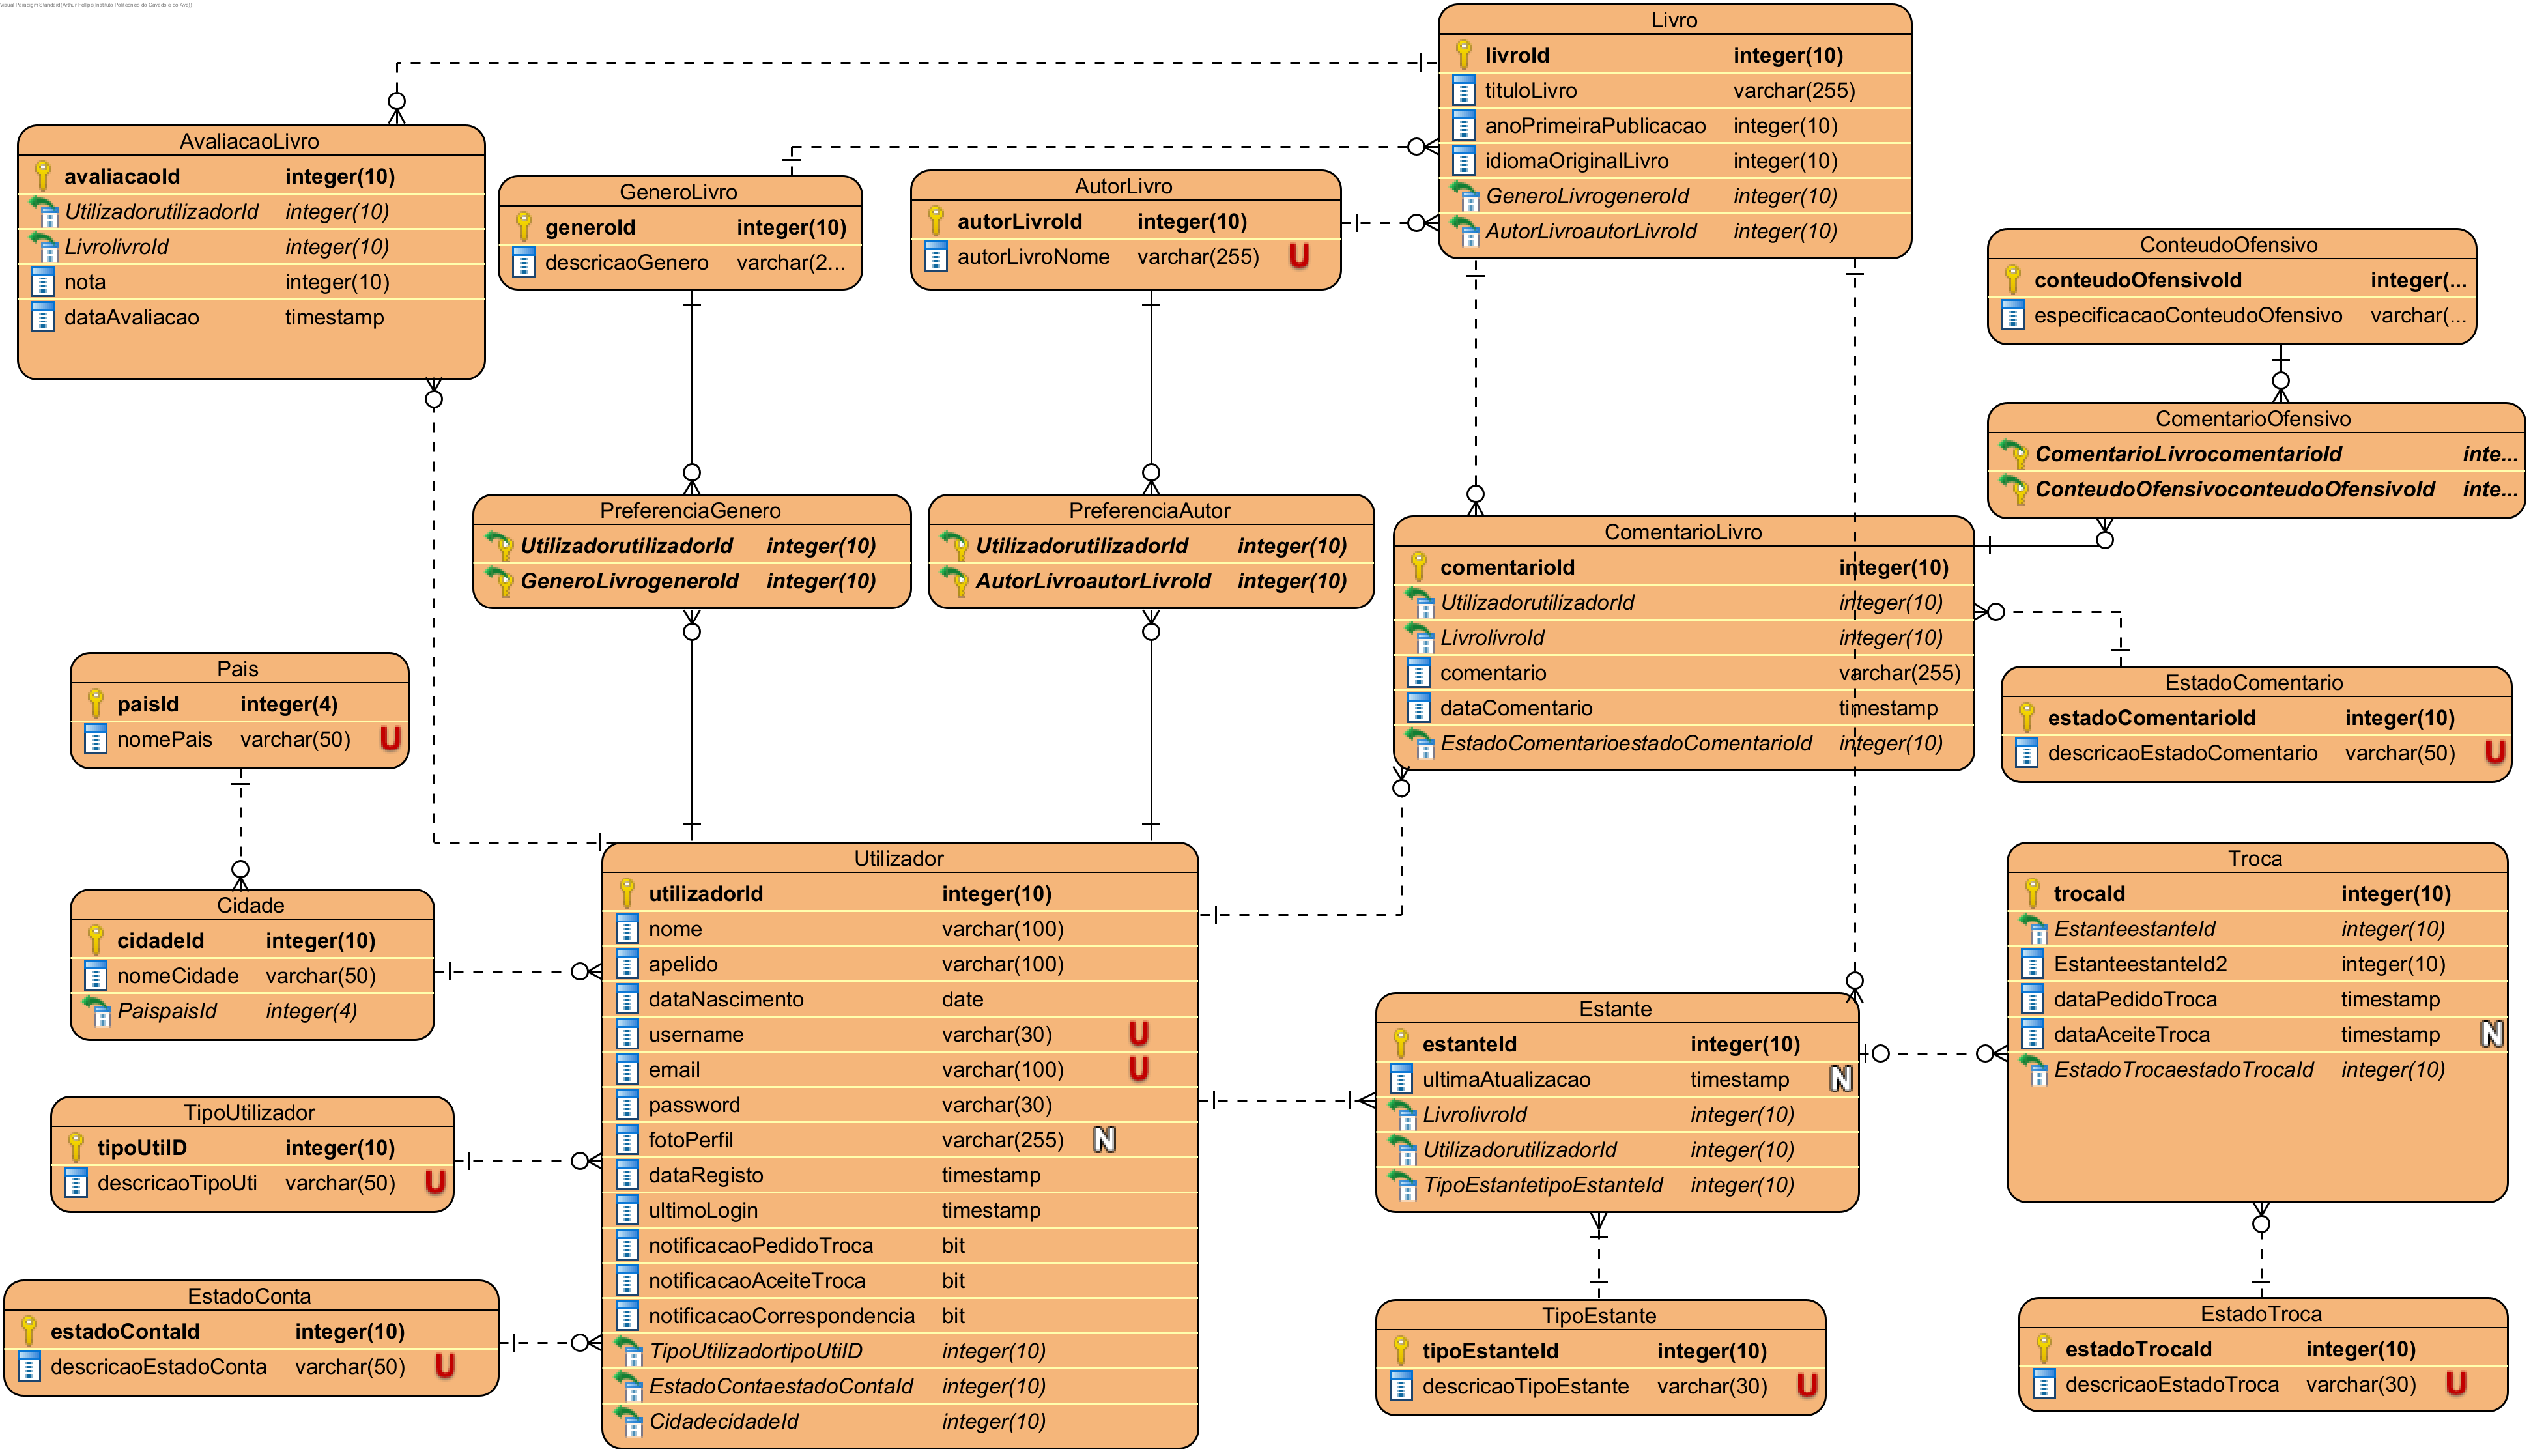 Visual Paradigm Standard(Arthur Fellipe(Instituto Politecnico do Cavado e do Ave))
Livro
livroId integer(10)
tituloLivro varchar(255)
anoPrimeiraPublicacao integer(10)
idiomaOriginalLivro integer(10)
GeneroLivrogeneroId integer(10)
AutorLivroautorLivroId integer(10)
AvaliacaoLivro
avaliacaoId integer(10)
UtilizadorutilizadorId integer(10)
LivrolivroId integer(10)
nota integer(10)
dataAvaliacao timestamp
GeneroLivro
generoId integer(10)
descricaoGenero varchar(2...
AutorLivro
autorLivroId integer(10)
autorLivroNome varchar(255) U
ConteudoOfensivo
conteudoOfensivoId integer(...
especificacaoConteudoOfensivo varchar(...
ComentarioOfensivo
ComentarioLivrocomentarioId inte...
ConteudoOfensivoconteudoOfensivoId inte...
PreferenciaGenero
UtilizadorutilizadorId integer(10)
GeneroLivrogeneroId integer(10)
PreferenciaAutor
UtilizadorutilizadorId integer(10)
AutorLivroautorLivroId integer(10)
ComentarioLivro
comentarioId integer(10)
UtilizadorutilizadorId integer(10)
LivrolivroId integer(10)
comentario varchar(255)
dataComentario timestamp
EstadoComentarioestadoComentarioId integer(10)
Pais
paisId integer(4)
nomePais varchar(50) U
EstadoComentario
estadoComentarioId integer(10)
descricaoEstadoComentario varchar(50) U
Cidade
cidadeId integer(10)
nomeCidade varchar(50)
PaispaisId integer(4)
Utilizador
utilizadorId integer(10)
nome varchar(100)
apelido varchar(100)
dataNascimento date
username varchar(30) U
email varchar(100) U
password varchar(30)
fotoPerfil varchar(255) N
dataRegisto timestamp
ultimoLogin timestamp
notificacaoPedidoTroca bit
notificacaoAceiteTroca bit
notificacaoCorrespondencia bit
TipoUtilizadortipoUtilD integer(10)
EstadoContaestadoContaId integer(10)
CidadecidadeId integer(10)
Troca
trocaId integer(10)
EstanteestanteId integer(10)
EstanteestanteId2 integer(10)
dataPedidoTroca timestamp
dataAceiteTroca timestamp N
EstadoTrocaestadoTrocaId integer(10)
Estante
estanteId integer(10)
ultimaAtualizacao timestamp N
LivrolivroId integer(10)
UtilizadorutilizadorId integer(10)
TipoEstantetipoEstanteId integer(10)
TipoUtilizador
tipoUtilD integer(10)
descricaoTipoUti varchar(50) U
EstadoConta
estadoContaId integer(10)
descricaoEstadoConta varchar(50) U
TipoEstante
tipoEstanteId integer(10)
descricaoTipoEstante varchar(30) U
EstadoTroca
estadoTrocaId integer(10)
descricaoEstadoTroca varchar(30) U